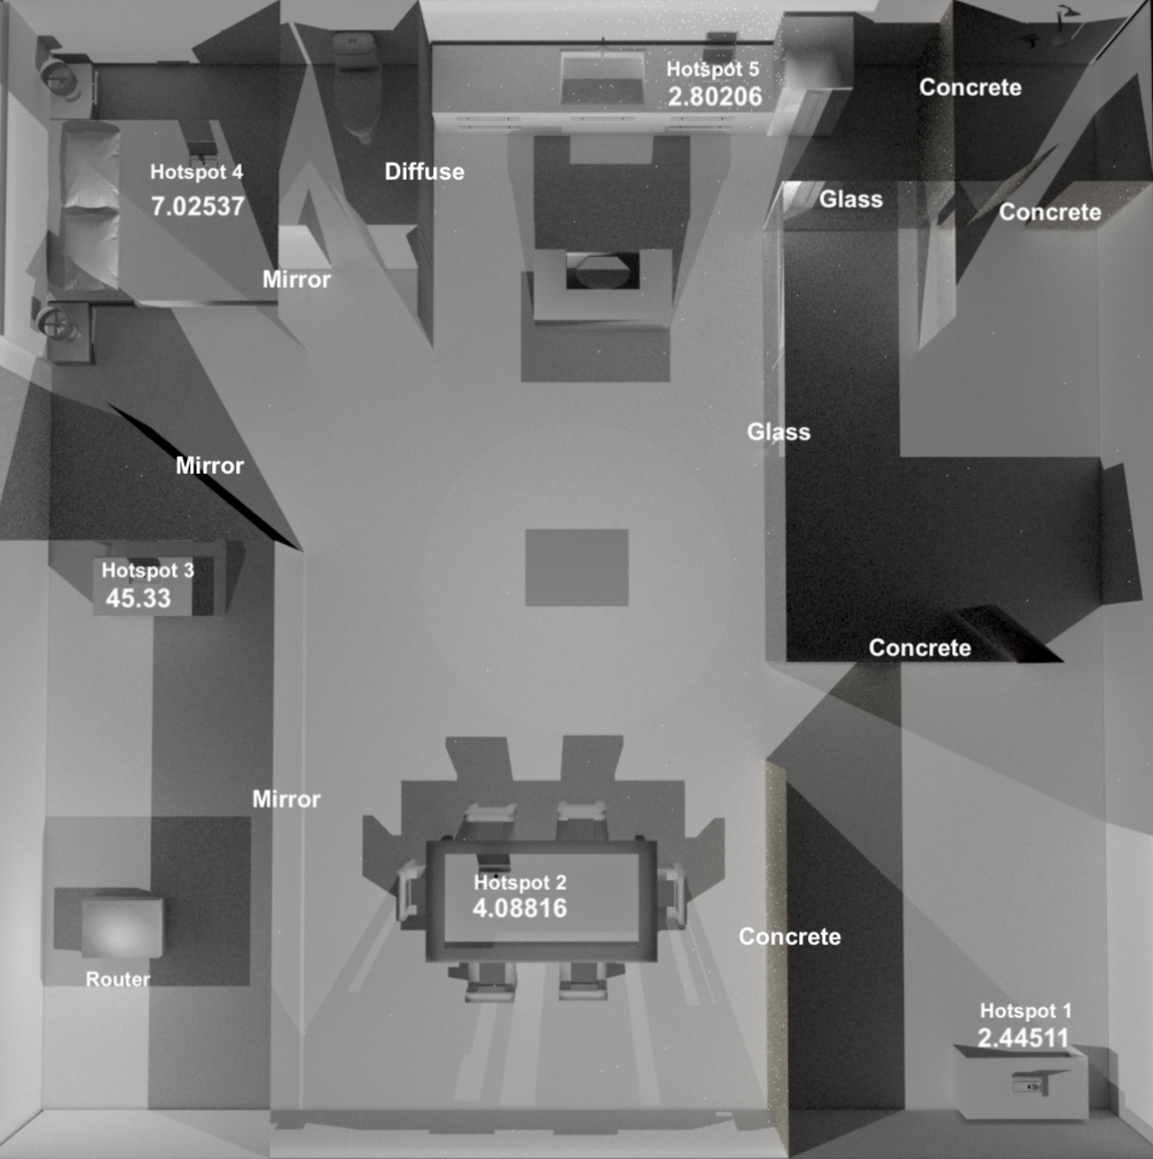 Hotspot 5
2.80206
Concrete
Hotspot 4
7.02537
Diffuse
Glass
Concrete
Mirror
Glass
Mirror
Hotspot 3
45.33
Concrete
Mirror
Hotspot 2
4.08816
Concrete
Router
Hotspot 1
2.44511